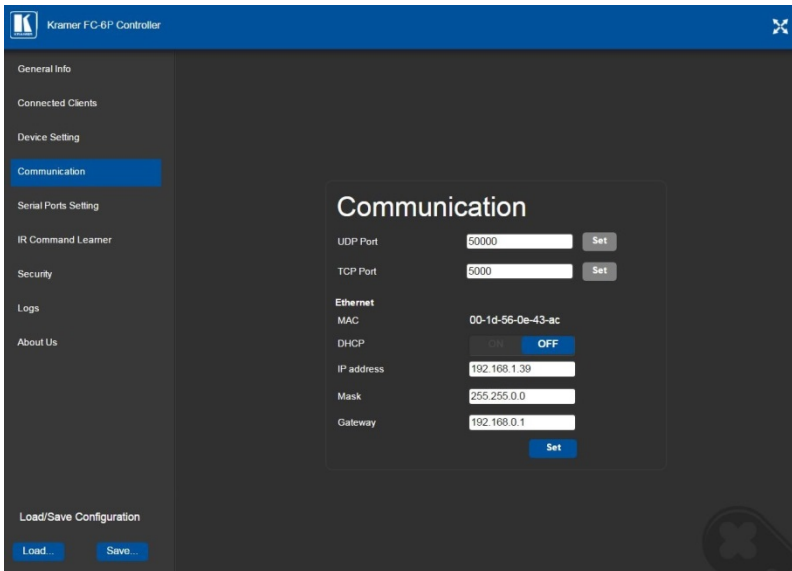 Kramer FC-6P Controller
General Info
Connected Clients
Device Setting
Communication
Serial Ports Setting
IR Command Learner
Security
Logs
About Us
Load/Save Configuration
Load...
Save...
Communication
UDP Port 50000 Set
TCP Port 5000 Set
Ethernet
MAC 00-1d-56-0e-43-ac
DHCP ON OFF
IP address 192.168.1.39
Mask 255.255.0.0
Gateway 192.168.0.1
Set